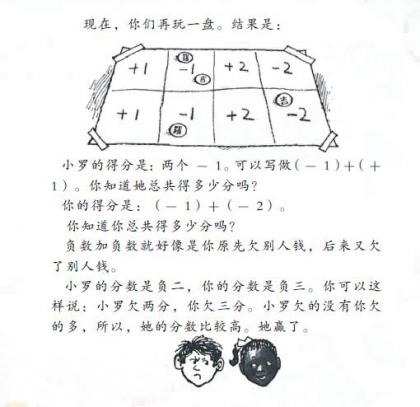 现在，你们再玩一盘。结果是：
羅
+1 -1 +2 -2
吉
吉
+1 -1 +2 -2
羅
小罗的得分是：两个 － 1。可以写做（－1）＋（＋
1）。你知道她总共得多少分吗？
你的得分是：（－1）＋（－2）。
你知道你总共得多少分吗？
负数加负数就好像是你原先欠别人钱，后来又欠
了别人钱。
小罗的分数是负二，你的分数是负三。你可以这
样说：小罗欠两分，你欠三分。小罗欠的没有你欠
的多，所以，她的分数比较高。她赢了。